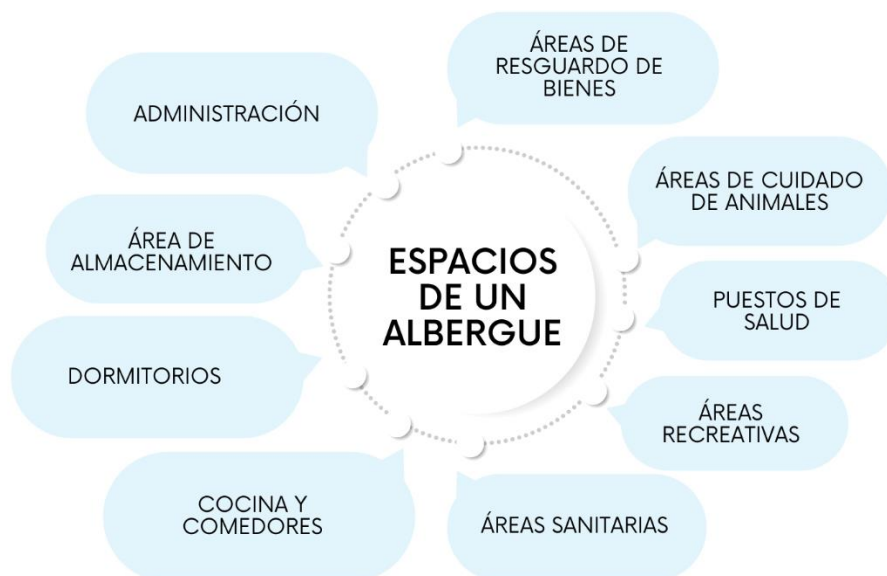 ÁREAS DE
RESGUARDO DE
BIENES
ADMINISTRACIÓN
ÁREAS DE CUIDADO
DE ANIMALES
ÁREA DE
ALMACENAMIENTO
ESPACIOS
DE UN
ALBERGUE
PUESTOS DE
SALUD
DORMITORIOS
ÁREAS
RECREATIVAS
COCINA Y
COMEDORES
ÁREAS SANITARIAS